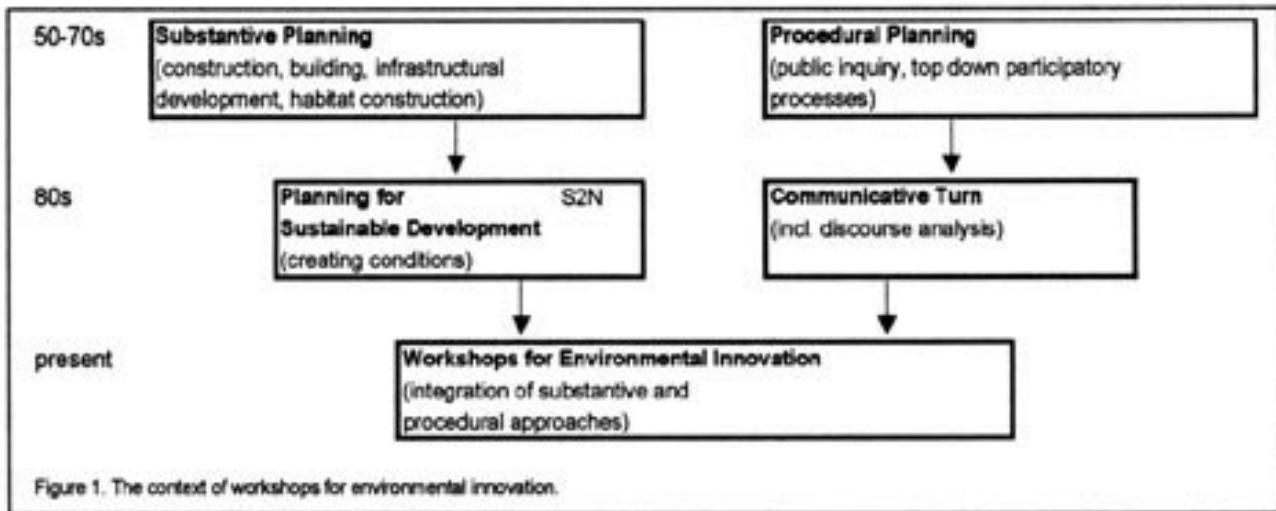 50-70s
Substantive Planning
(construction, building, infrastructural
development, habitat construction)
Procedural Planning
(public inquiry, top down participatory
processes)
80s
Planning for S2N
Sustainable Development
(creating conditions)
Communicative Turn
(incl. discourse analysis)
present
Workshops for Environmental Innovation
(integration of substantive and
procedural approaches)
Figure 1. The context of workshops for environmental innovation.